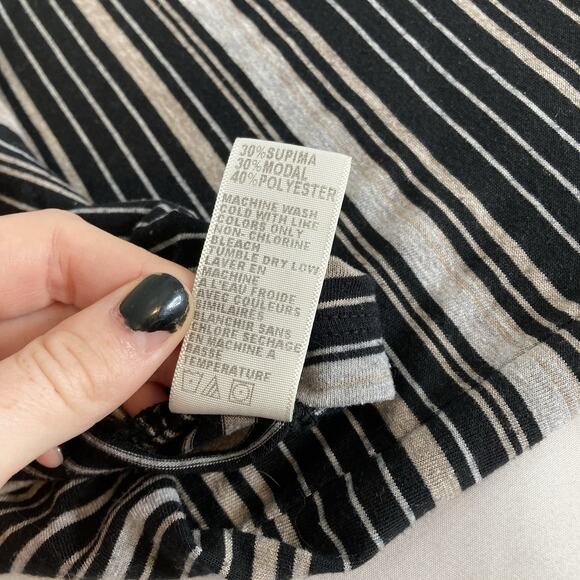 30%SUPIMA
30%MODAL
40%POLYESTER
MACHINE WASH
COLD WITH LIKE
COLORS ONLY
NON-CHLORINE
BLEACH
TUMBLE DRY LOW
LAVER EN
MACHINE
A L'EAU FROIDE
AVEC COULEURS
SIMILAIRES
BLANCHIR SANS
CHLORE SECHAGE
EN MACHINE A
BASSE
TEMPERATURE